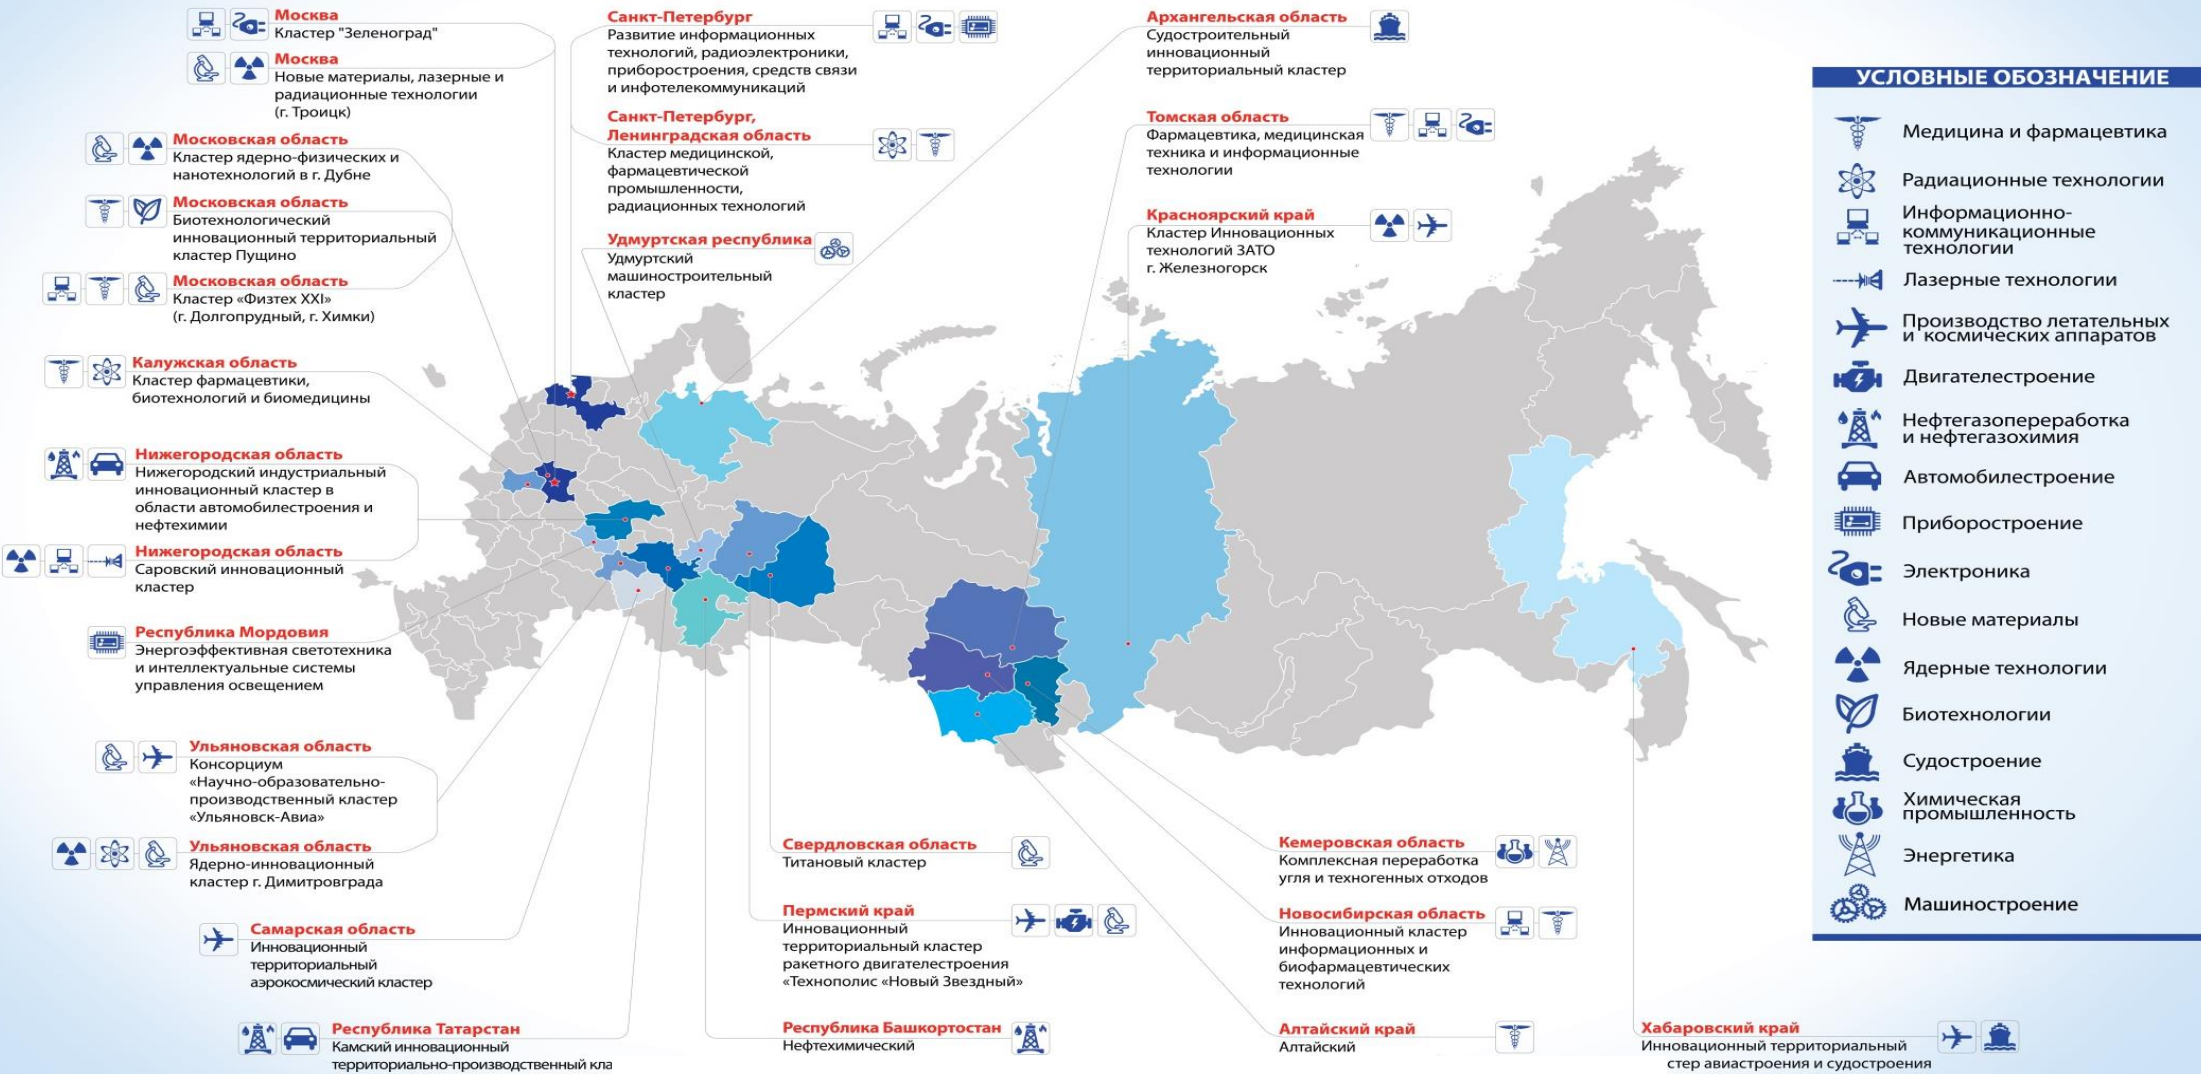 Москва
Кластер "Зеленоград"
Москва
Новые материалы, лазерные и
радиационные технологии
(г. Троицк)
Московская область
Кластер ядерно-физических и
нанотехнологий в г. Дубне
Московская область
Биотехнологический
инновационный территориальный
кластер Пущино
Московская область
Кластер «Физтех XXI»
(г. Долгопрудный, г. Химки)
Калужская область
Кластер фармацевтики,
биотехнологий и биомедицины
Нижегородская область
Нижегородский индустриальный
инновационный кластер в
области автомобилестроения и
нефтехимии
Нижегородская область
Саровский инновационный
кластер
Республика Мордовия
Энергоэффективная светотехника
и интеллектуальные системы
управления освещением
Ульяновская область
Консорциум
«Научно-образовательно-
производственный кластер
«Ульяновск-Авиа»
Ульяновская область
Ядерно-инновационный
кластер г. Димитровграда
Самарская область
Инновационный
территориальный
аэрокосмический кластер
Республика Татарстан
Камский инновационный
территориально-производственный кла
Санкт-Петербург
Развитие информационных
технологий, радиоэлектроники,
приборостроения, средств связи
и инфотелекоммуникаций
Санкт-Петербург,
Ленинградская область
Кластер медицинской,
фармацевтической
промышленности,
радиационных технологий
Удмуртская республика
Удмуртский
машиностроительный
кластер
Свердловская область
Титановый кластер
Пермский край
Инновационный
территориальный кластер
ракетного двигателестроения
«Технополис «Новый Звездный»
Республика Башкортостан
Нефтехимический
Архангельская область
Судостроительный
инновационный
территориальный кластер
Томская область
Фармацевтика, медицинская
техника и информационные
технологии
Красноярский край
Кластер Инновационных
технологий ЗАТО
г. Железногорск
Кемеровская область
Комплексная переработка
угля и техногенных отходов
Новосибирская область
Инновационный кластер
информационных и
биофармацевтических
технологий
Алтайский край
Алтайский
Хабаровский край
Инновационный территориальный
стер авиастроения и судостроения
УСЛОВНЫЕ ОБОЗНАЧЕНИЕ
Медицина и фармацевтика
Радиационные технологии
Информационно-
коммуникационные
технологии
Лазерные технологии
Производство летательных
и космических аппаратов
Двигателестроение
Нефтегазопереработка
и нефтегазохимия
Автомобилестроение
Приборостроение
Электроника
Новые материалы
Ядерные технологии
Биотехнологии
Судостроение
Химическая
промышленность
Энергетика
Машиностроение